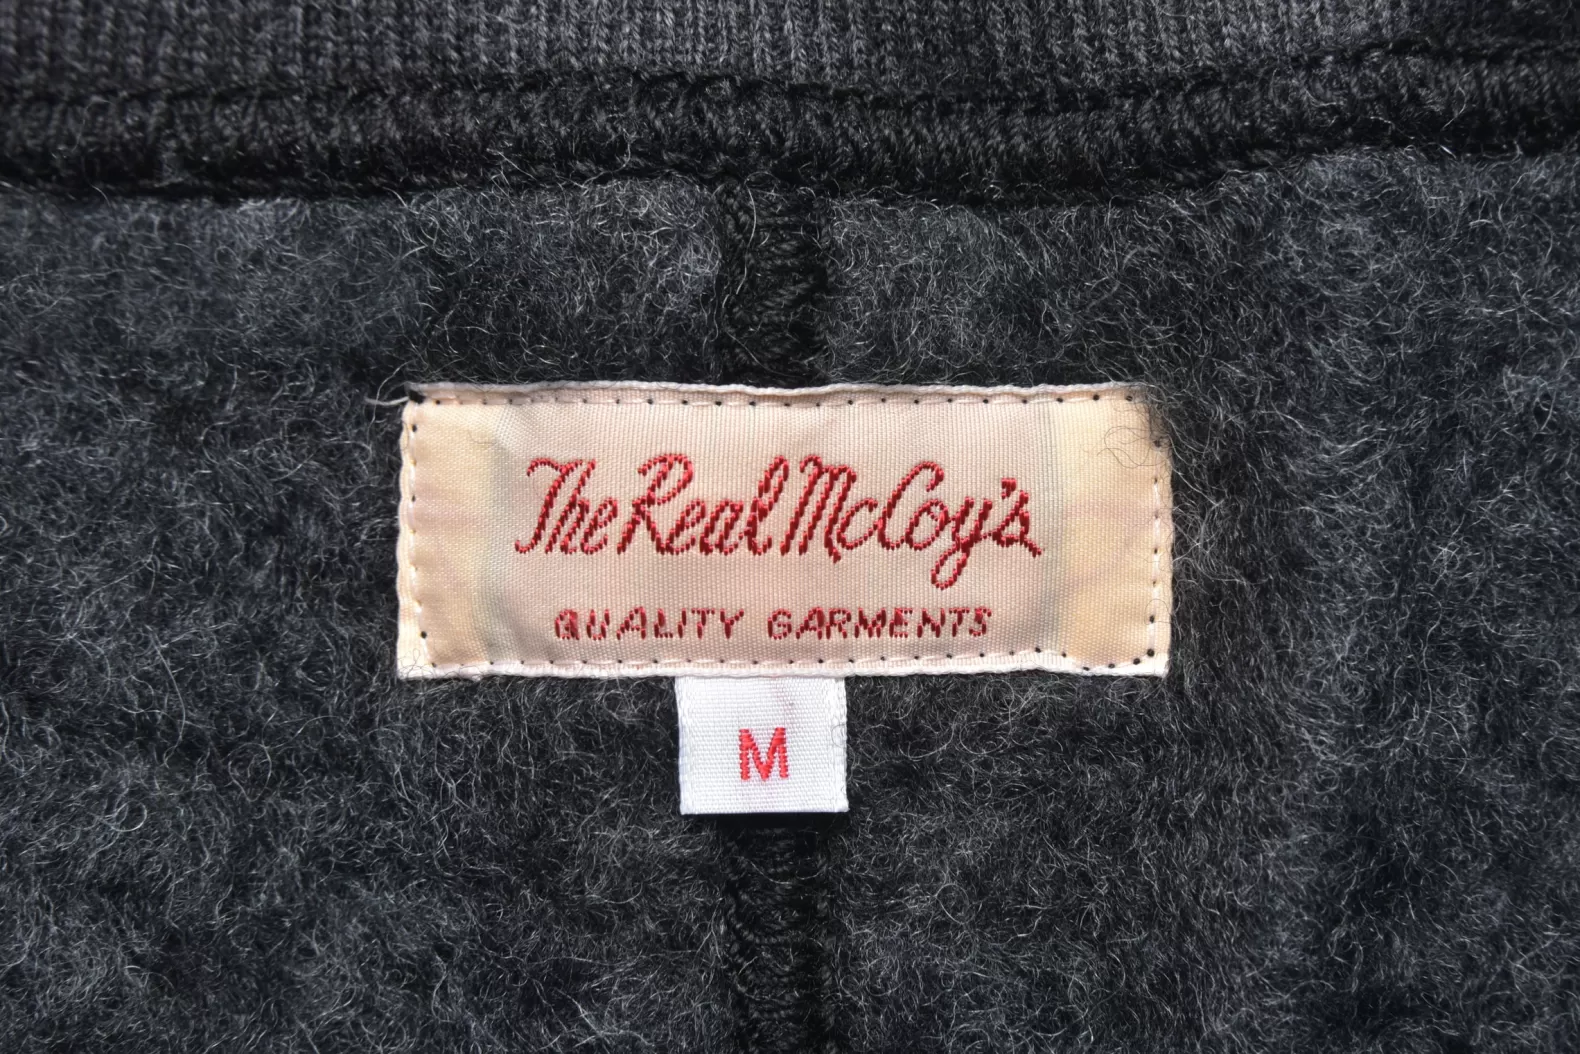 The Real McCoy's
QUALITY GARMENTS
M